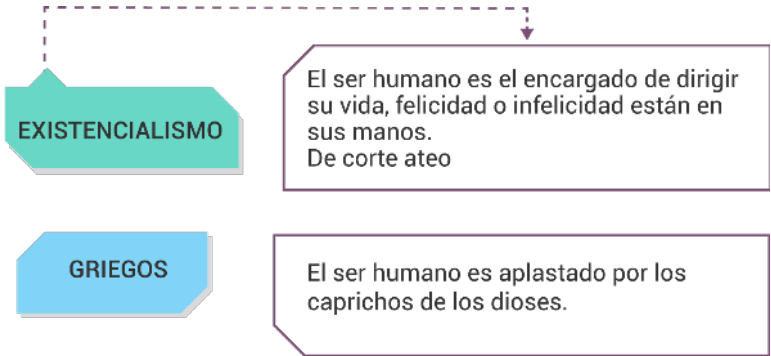 EXISTENCIALISMO
El ser humano es el encargado de dirigir
su vida, felicidad o infelicidad están en
sus manos.
De corte ateo
GRIEGOS
El ser humano es aplastado por los
caprichos de los dioses.